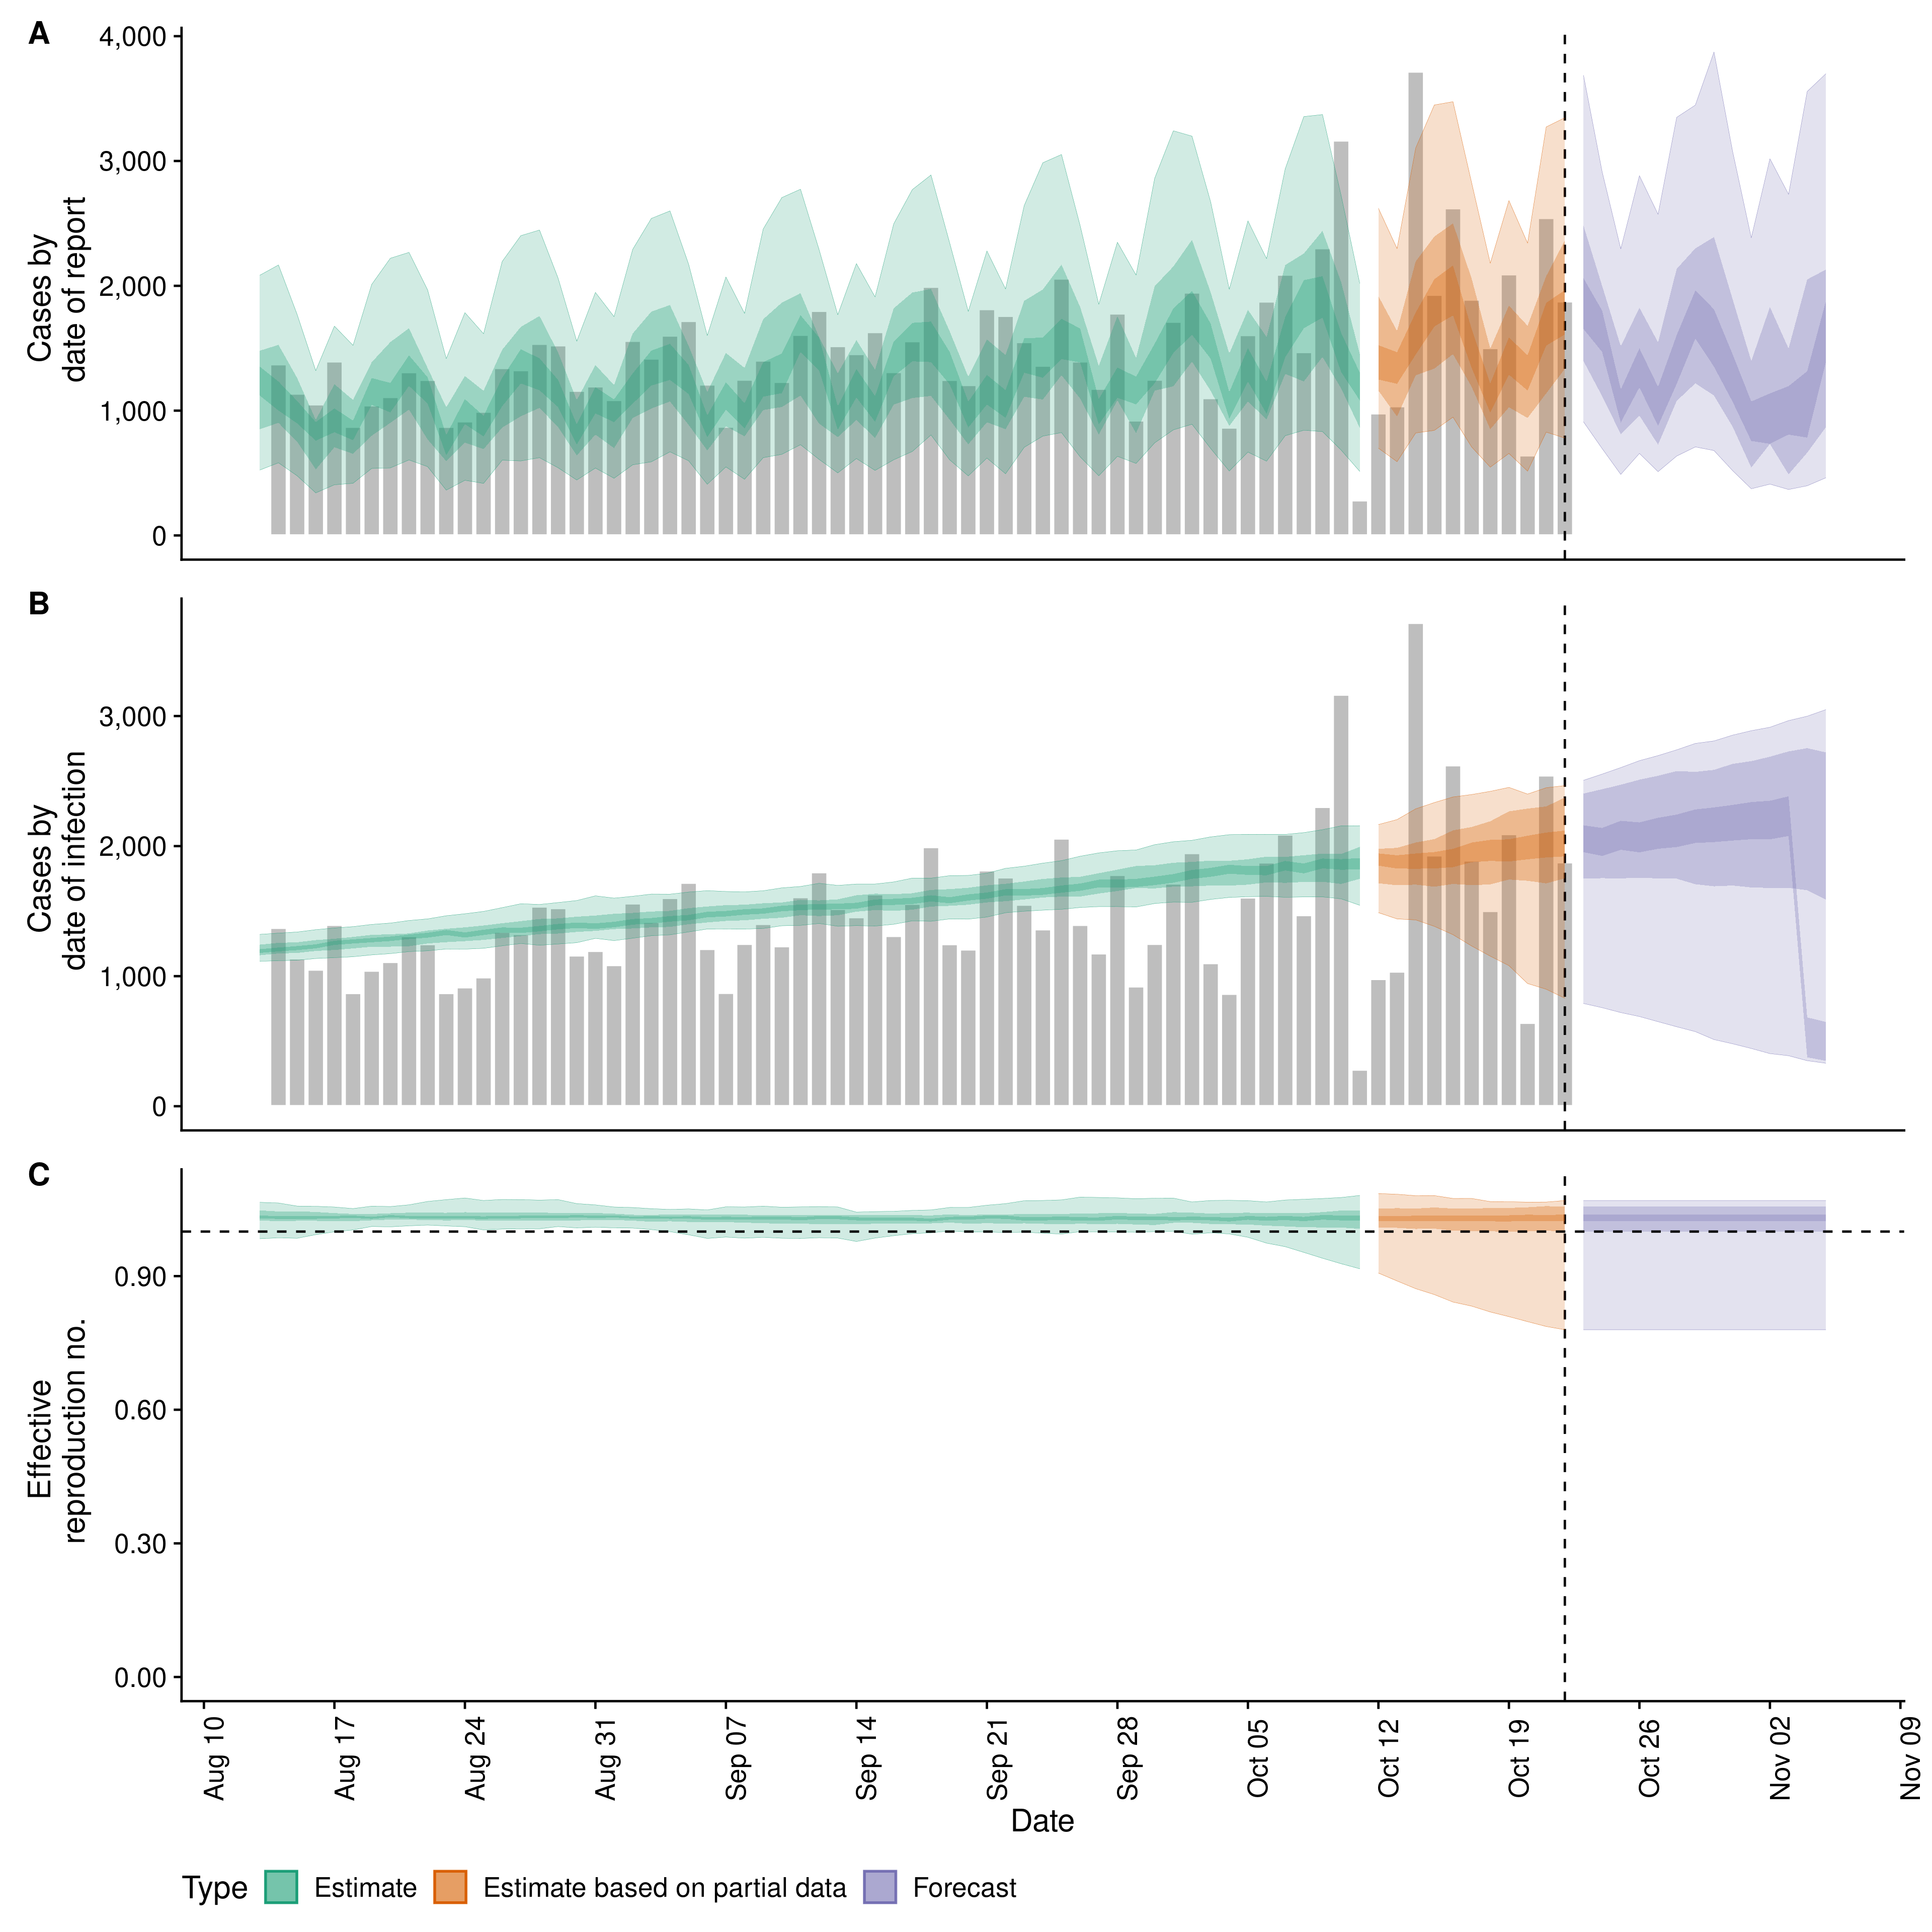 A
4,000
3,000
2,000
1,000
0
Cases by
date of report
B
3,000
2,000
1,000
0
Cases by
date of infection
C
0.90
0.60
0.30
0.00
Effective
reproduction no.
Aug 10
Aug 17
Aug 24
Aug 31
Sep 07
Sep 14
Sep 21
Sep 28
Oct 05
Oct 12
Oct 19
Oct 26
Nov 02
Nov 09
Date
Type Estimate Estimate based on partial data Forecast